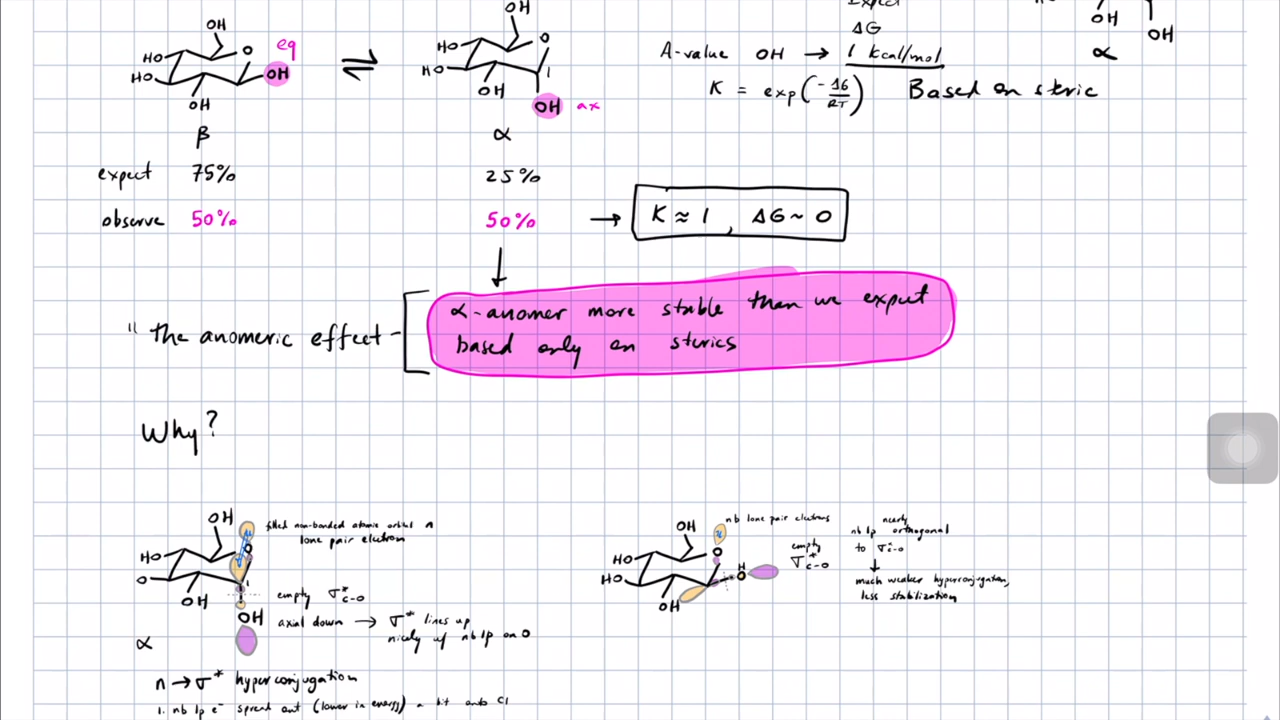 Expect
ΔG
A-value OH → 1 kcal/mol
K = exp(-ΔG/RT) Based on steric
OH
OH
α
OH
HO
O
eq
HO
OH
OH
β
⇌
OH
HO
O
HO
1
OH
OH ax
α
expect 75% 25%
observe 50% 50% → K ≈ 1, ΔG ~ 0
"the anomeric effect
α-anomer more stable than we expect
based only on sterics
Why?
OH
filled non-bonded atomic orbital n
lone pair electron
HO
O
O
1
OH
empty σ*C-O
OH axial down → σ* lines up
nicely w/ nb lp on O
α
n → σ* hyperconjugation
1. nb lp e⁻ spread out (lower in energy) a bit onto C1
nb lone pair electrons
OH
O
HO
HO
H
O
OH
empty
σ*C-O
nearly
nb lp orthogonal
to σ*C-O
↓
much weaker hyperconjugation,
less stabilization